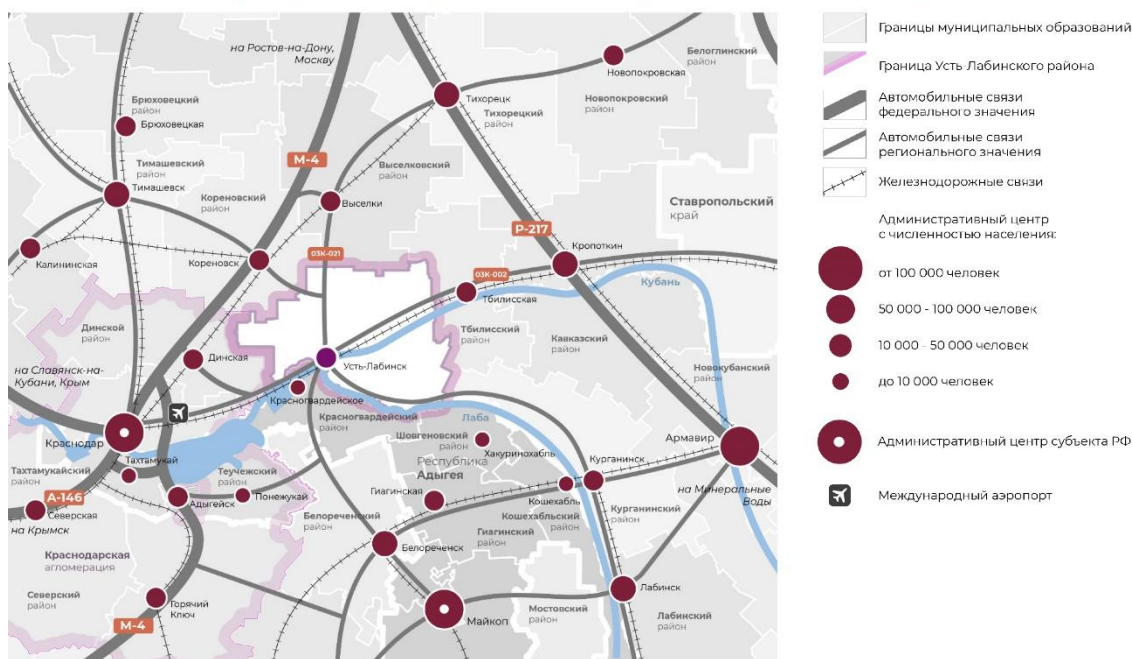 на Ростов-на-Дону,
Москву
Белоглинский
район
Новопокровская
Брюховецкий
район
Брюховецкая
Тихорецк
Тихорецкий
район
Новопокровский
район
М-4
Тимашевский
район
Тимашевск
Выселковский
район
Кореновский
район
Выселки
Ставропольский
край
Р-217
Калининская
Кореновск
03К-021
03К-002
Кропоткин
Кубань
Тбилисская
Динской
район
Тбилисский
район
Кавказский
район
Динская
Усть-Лабинск
Новокубанский
район
на Славянск-на-
Кубани, Крым
Красногвардейское
Красногвардейский
район
Лаба
Краснодар
Шовгеновский
район
Хакуринохабль
Армавир
Тахтамукай
Тахтамукайский
район
Теучежский
район
Республика
Адыгея
Курганинск
А-146
Северская
Адыгейск
Понежукай
Гиагинская
Кошехабль
на Минеральные
Воды
на Крымск
Белореченский
район
Кошехабльский
район
Курганинский
район
Гиагинский
район
Краснодарская
агломерация
Белореченск
Северский
район
Горячий
Ключ
Лабинск
Майкоп
Мостовский
район
Лабинский
район
М-4
Границы муниципальных образований
Граница Усть-Лабинского района
Автомобильные связи
федерального значения
Автомобильные связи
регионального значения
Железнодорожные связи
Административный центр
с численностью населения:
от 100 000 человек
50 000 - 100 000 человек
10 000 - 50 000 человек
до 10 000 человек
Административный центр субъекта РФ
Международный аэропорт